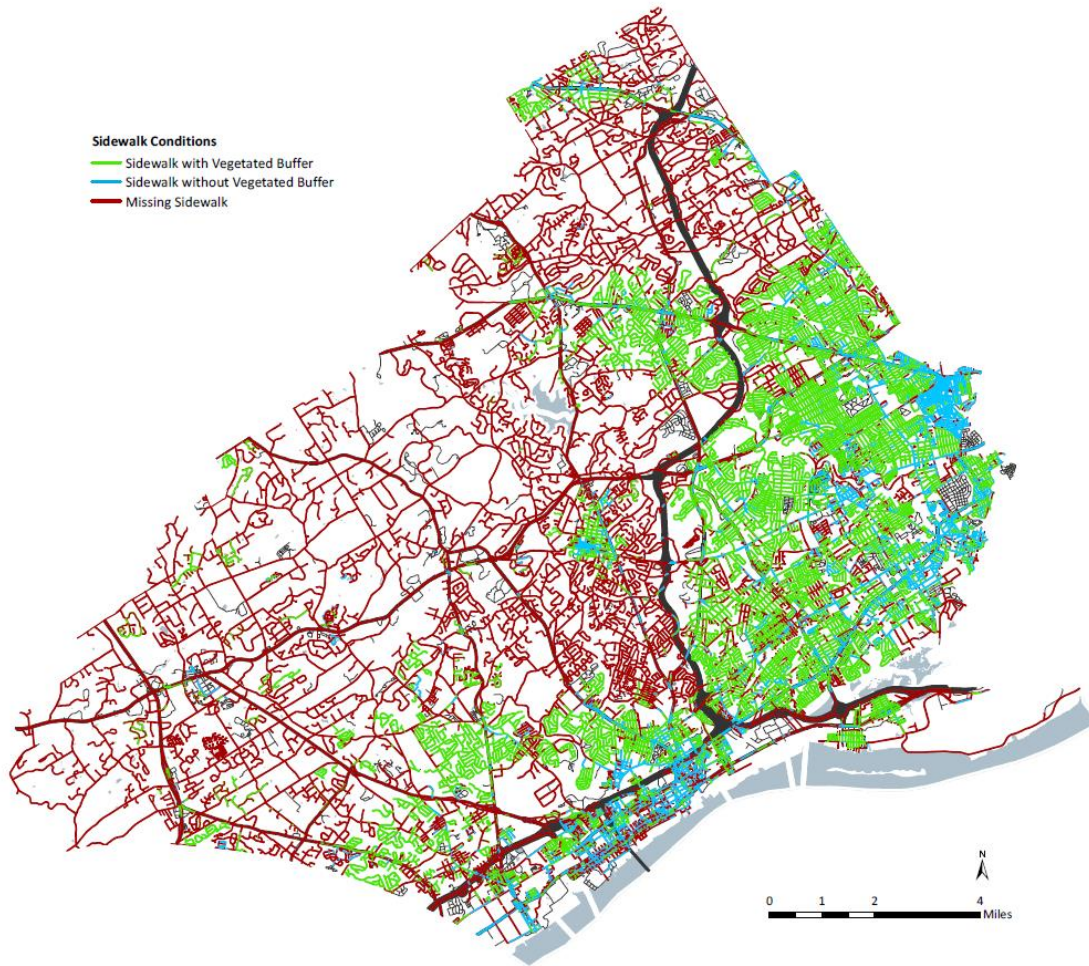 Sidewalk Conditions
Sidewalk with Vegetated Buffer
Sidewalk without Vegetated Buffer
Missing Sidewalk
N
0 1 2 4
Miles